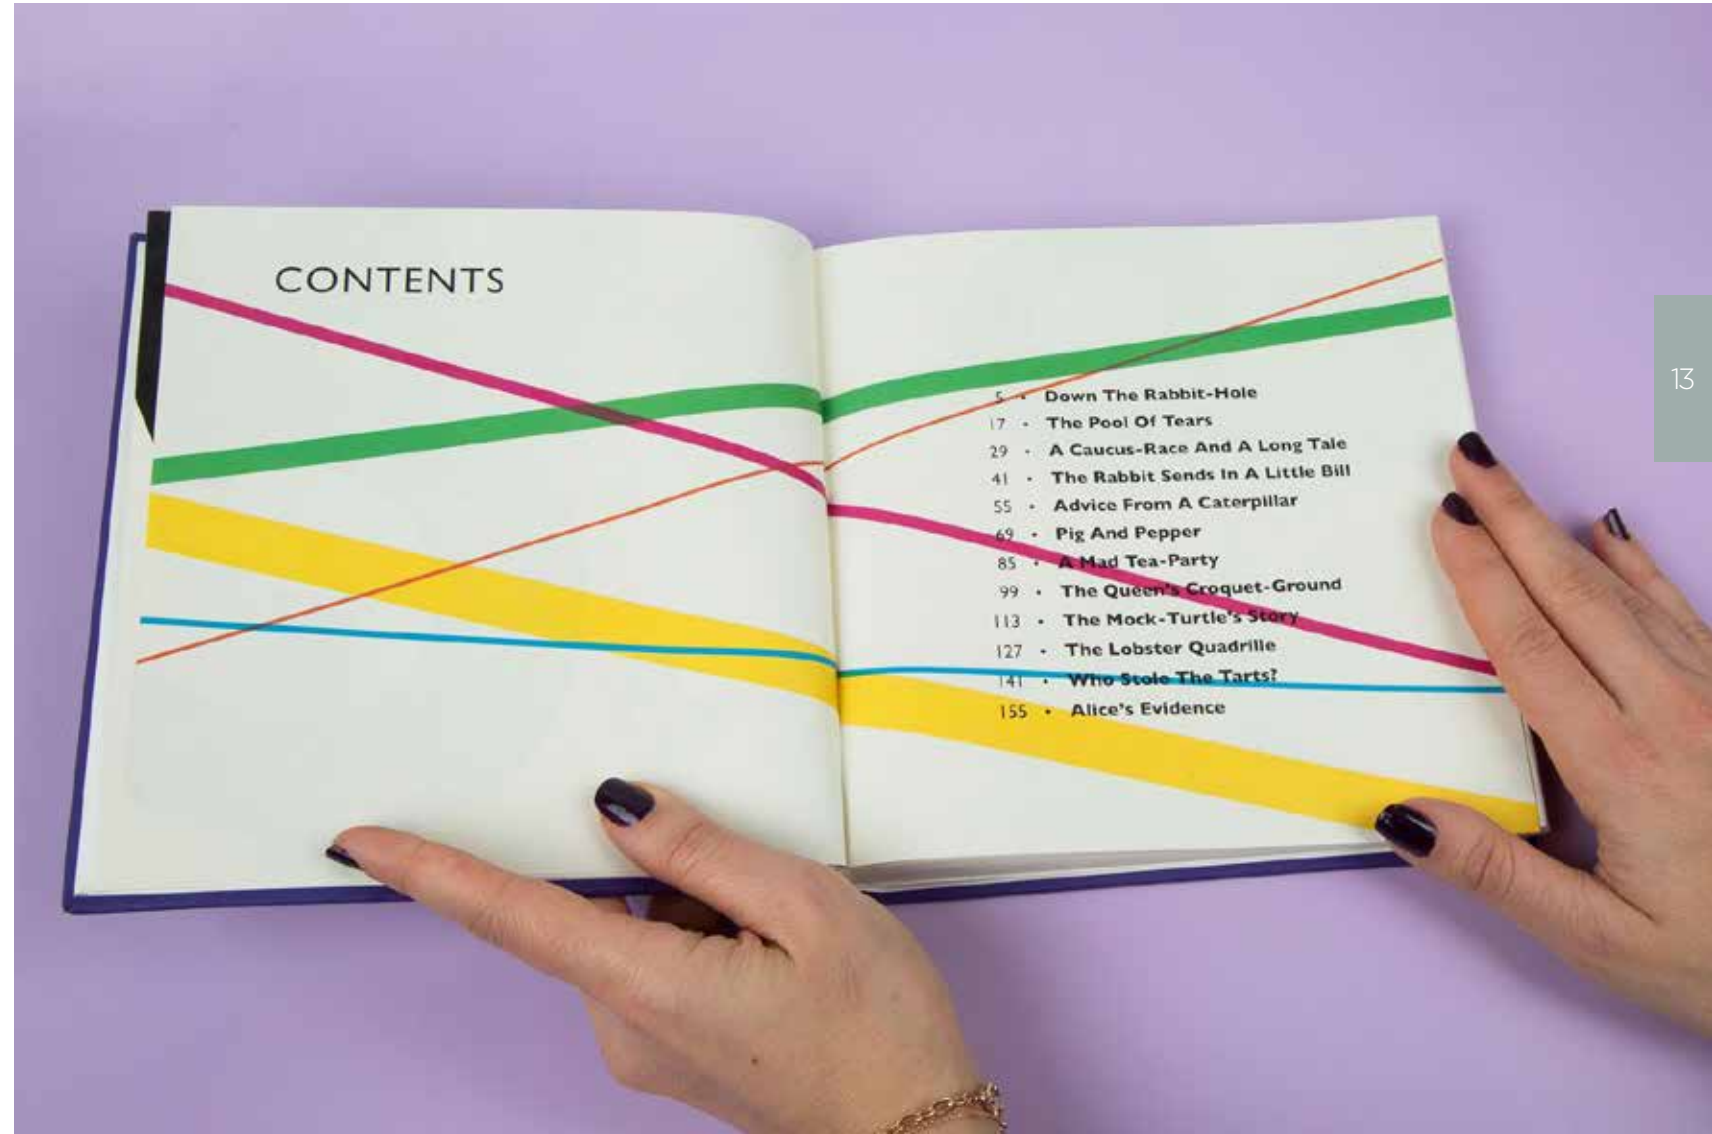 CONTENTS
5 • Down The Rabbit-Hole
17 • The Pool Of Tears
29 • A Caucus-Race And A Long Tale
41 • The Rabbit Sends In A Little Bill
55 • Advice From A Caterpillar
69 • Pig And Pepper
85 • A Mad Tea-Party
99 • The Queen's Croquet-Ground
113 • The Mock-Turtle's Story
127 • The Lobster Quadrille
141 • Who Stole The Tarts?
155 • Alice's Evidence
13